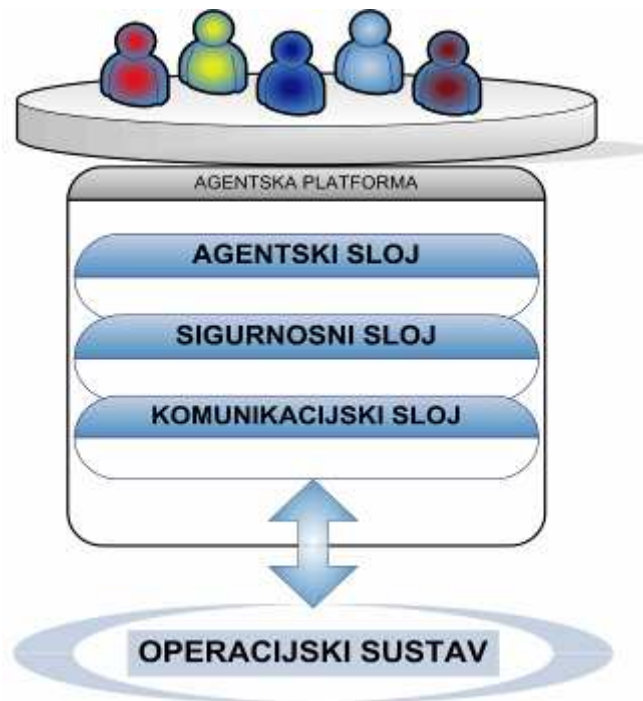 AGENTSKA PLATFORMA
AGENTSKI SLOJ
SIGURNOSNI SLOJ
KOMUNIKACIJSKI SLOJ
OPERACIJSKI SUSTAV